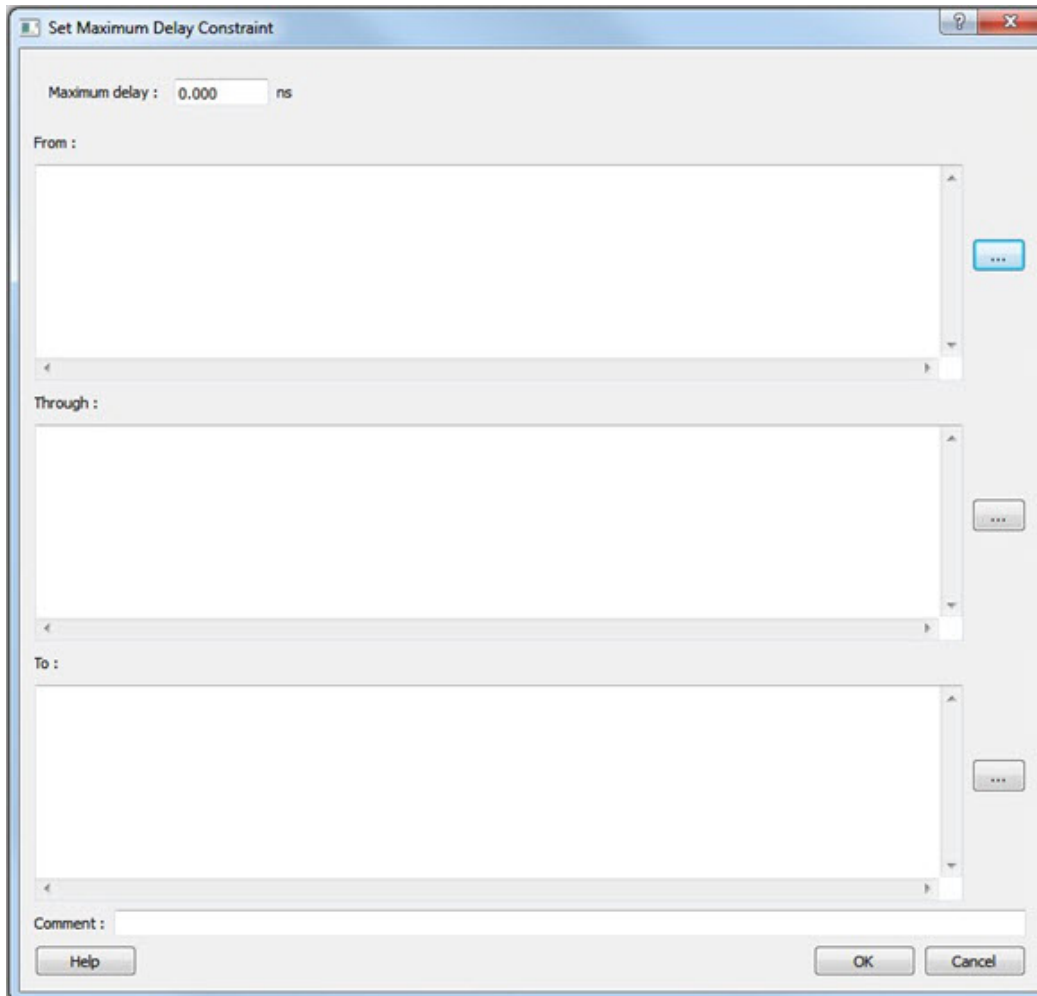 Set Maximum Delay Constraint
?
Maximum delay : 0.000 ns
From :
...
Through :
...
To :
...
Comment :
Help OK Cancel